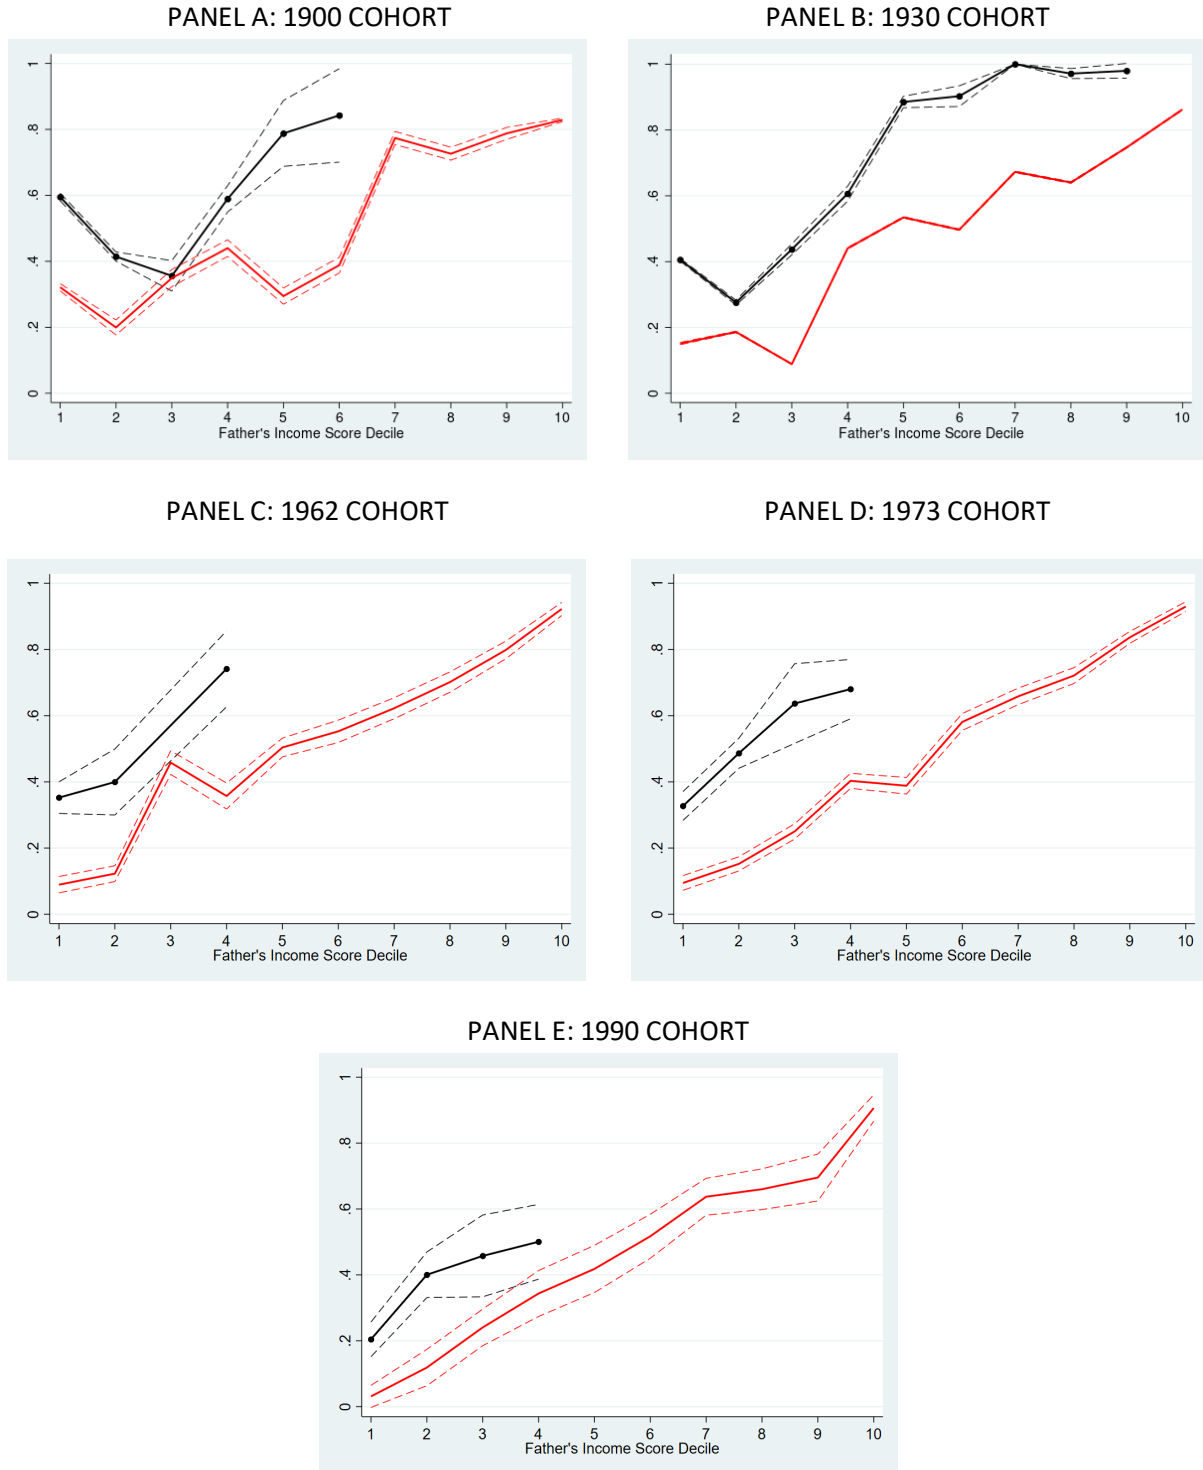 PANEL A: 1900 COHORT
1
.8
.6
.4
.2
0
1 2 3 4 5 6 7 8 9 10
Father's Income Score Decile
PANEL B: 1930 COHORT
1
.8
.6
.4
.2
0
1 2 3 4 5 6 7 8 9 10
Father's Income Score Decile
PANEL C: 1962 COHORT
1
.8
.6
.4
.2
0
1 2 3 4 5 6 7 8 9 10
Father's Income Score Decile
PANEL D: 1973 COHORT
1
.8
.6
.4
.2
0
1 2 3 4 5 6 7 8 9 10
Father's Income Score Decile
PANEL E: 1990 COHORT
1
.8
.6
.4
.2
0
1 2 3 4 5 6 7 8 9 10
Father's Income Score Decile